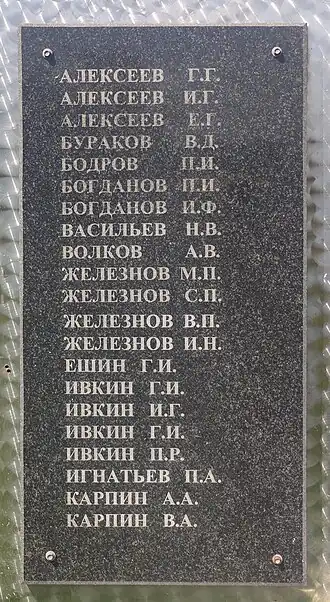 АЛЕКСЕЕВ Г.Г.
АЛЕКСЕЕВ И.Г.
АЛЕКСЕЕВ Е.Г.
БУРАКОВ В.Д.
БОДРОВ П.И.
БОГДАНОВ П.И.
БОГДАНОВ И.Ф.
ВАСИЛЬЕВ Н.В.
ВОЛКОВ А.В.
ЖЕЛЕЗНОВ М.П.
ЖЕЛЕЗНОВ С.П.
ЖЕЛЕЗНОВ В.П.
ЖЕЛЕЗНОВ И.Н.
ЕШИН Г.И.
ИВКИН Г.И.
ИВКИН И.Г.
ИВКИН Г.И.
ИВКИН П.Р.
ИГНАТЬЕВ П.А.
КАРПИН А.А.
КАРПИН В.А.